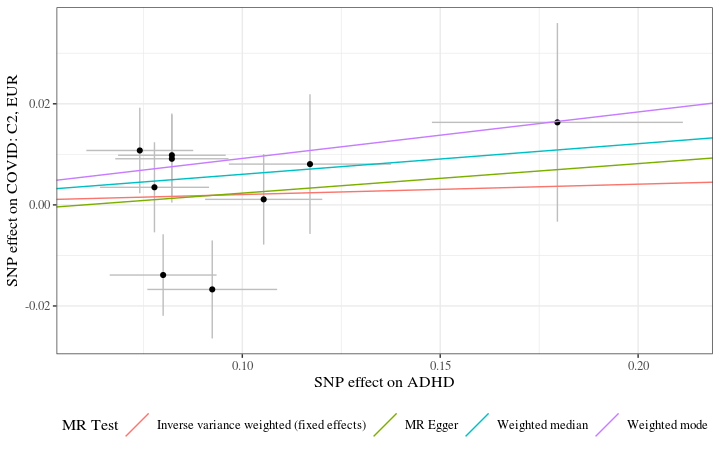 SNP effect on COVID: C2, EUR
0.02
0.00
-0.02
0.10 0.15 0.20
SNP effect on ADHD
MR Test Inverse variance weighted (fixed effects) MR Egger Weighted median Weighted mode